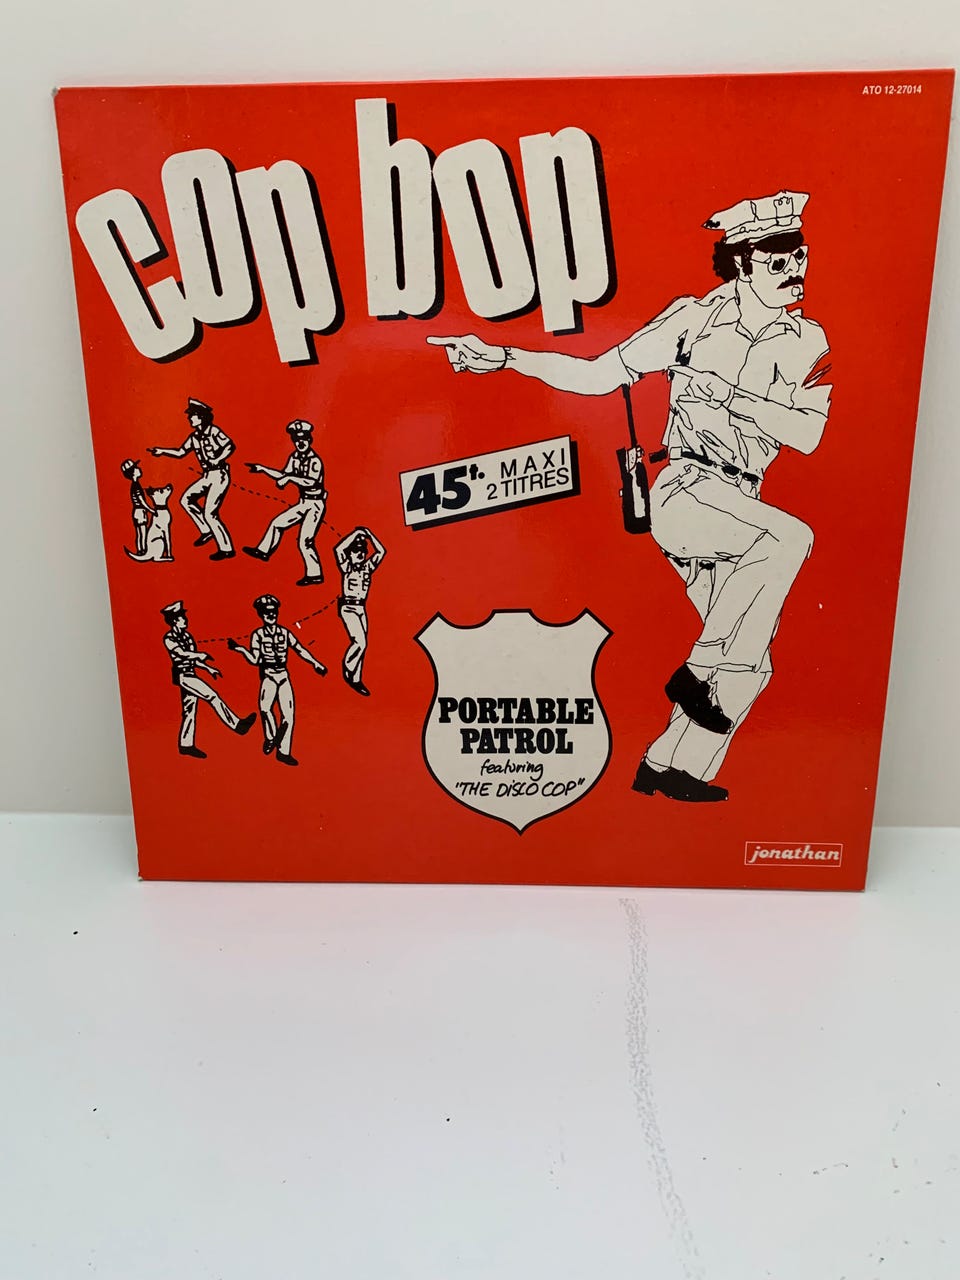 ATO 12-27014
cop bop
45t. MAXI
2 TITRES
PORTABLE
PATROL
featuring
"THE DISCO COP"
jonathan